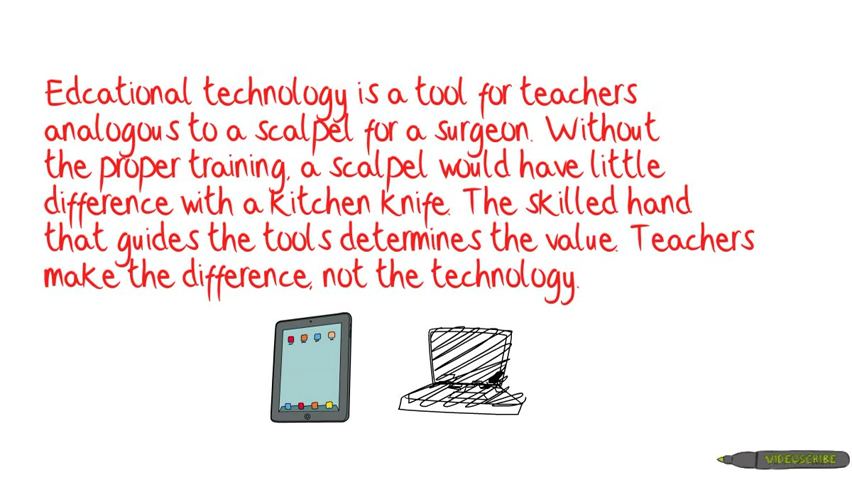 Edcational technology is a tool for teachers
analogous to a scalpel for a surgeon. Without
the proper training, a scalpel would have little
difference with a kitchen knife. The skilled hand
that guides the tools determines the value. Teachers
make the difference, not the technology.
VIDEOSCRIBE